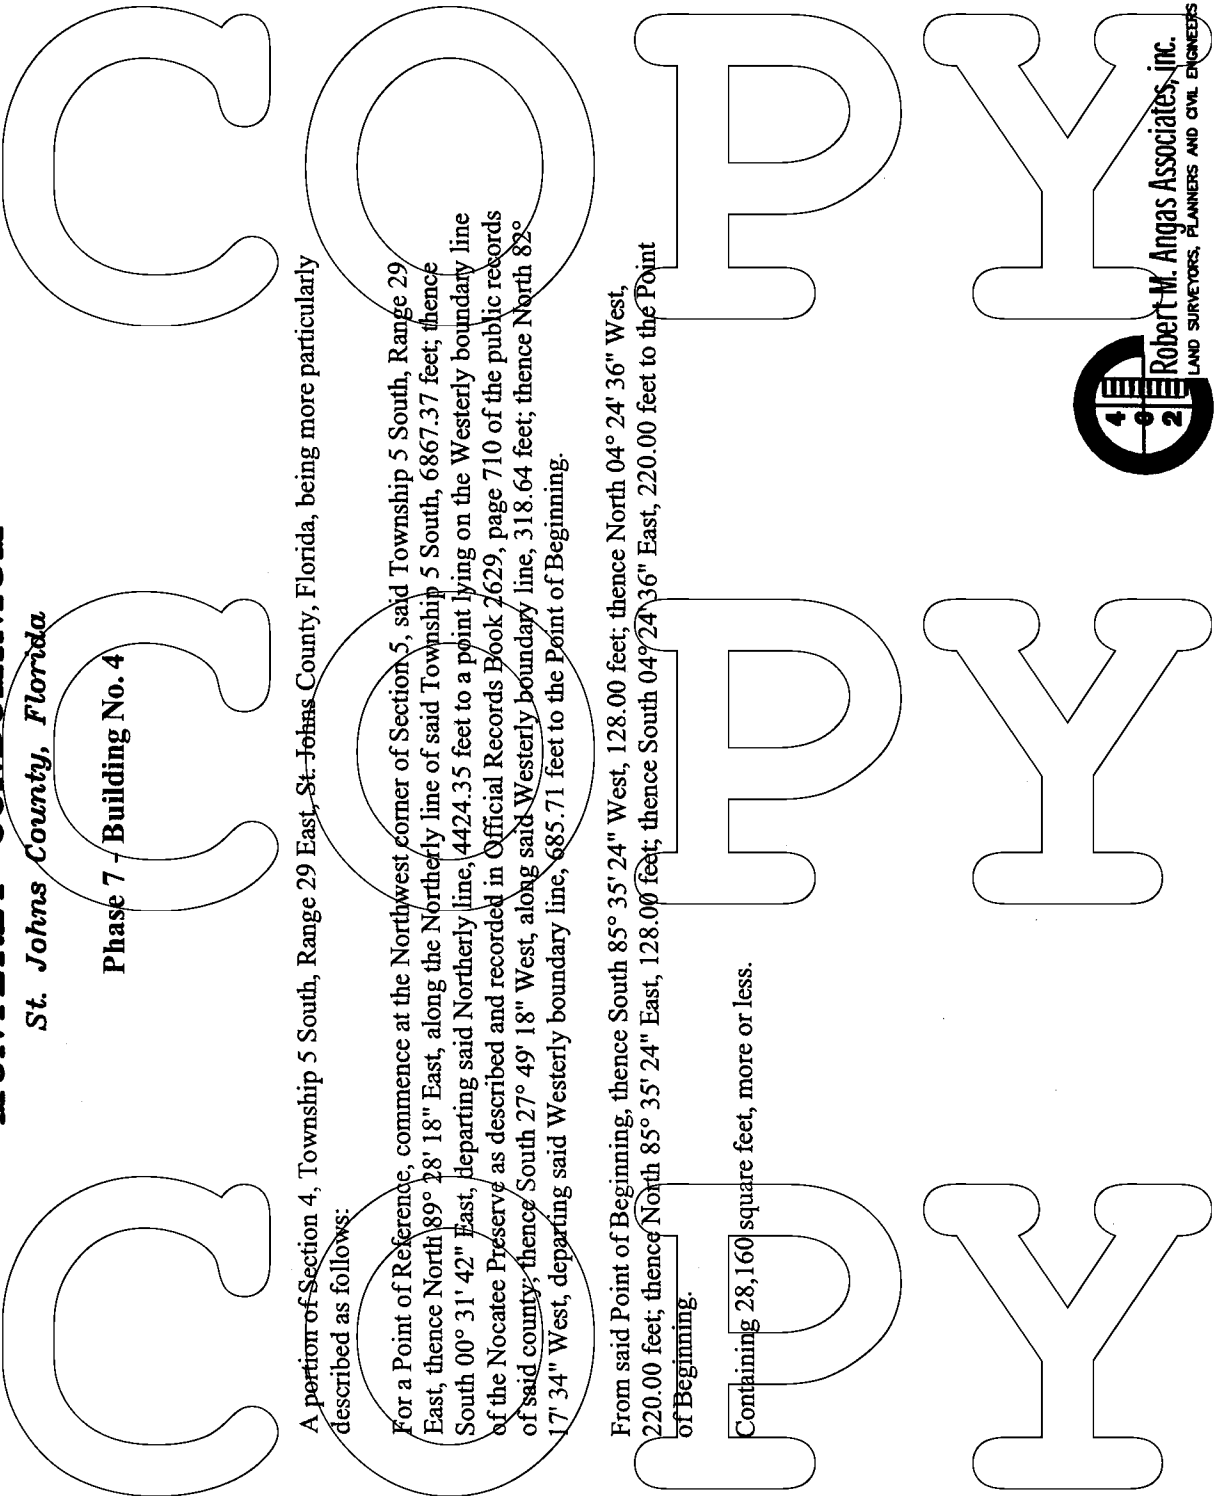 St. Johns County, Florida
Phase 7 - Building No. 4
A portion of Section 4, Township 5 South, Range 29 East, St. Johns County, Florida, being more particularly
described as follows:
For a Point of Reference, commence at the Northwest corner of Section 5, said Township 5 South, Range 29
East, thence North 89° 28' 18" East, along the Northerly line of said Township 5 South, 6867.37 feet; thence
South 00° 31' 42" East, departing said Northerly line, 4424.35 feet to a point lying on the Westerly boundary line
of the Nocatee Preserve as described and recorded in Official Records Book 2629, page 710 of the public records
of said county; thence South 27° 49' 18" West, along said Westerly boundary line, 318.64 feet; thence North 82°
17' 34" West, departing said Westerly boundary line, 685.71 feet to the Point of Beginning.
From said Point of Beginning, thence South 85° 35' 24" West, 128.00 feet; thence North 04° 24' 36" West,
220.00 feet; thence North 85° 35' 24" East, 128.00 feet; thence South 04° 24' 36" East, 220.00 feet to the Point
of Beginning.
Containing 28,160 square feet, more or less.
4 0 2
Robert M. Angas Associates, inc.
LAND SURVEYORS, PLANNERS AND CIVIL ENGINEERS
COPY
COPY
COPY